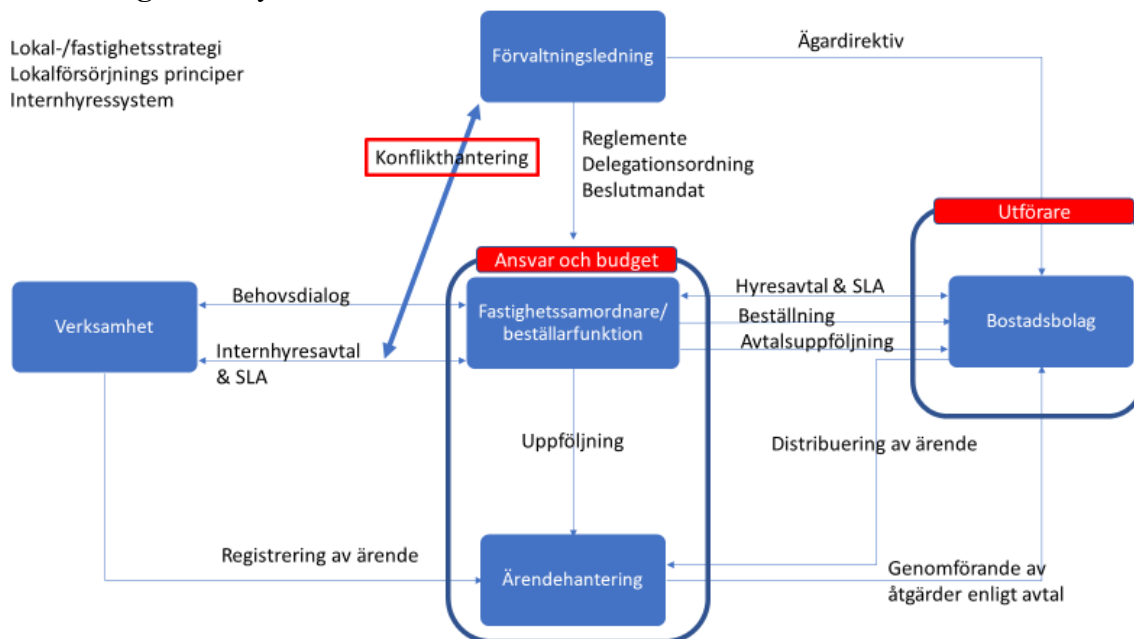 Lokal-/fastighetsstrategi
Lokalförsörjnings principer
Internhyressystem
Förvaltningsledning
Ägardirektiv
Konflikthantering
Reglemente
Delegationsordning
Beslutmandat
Utförare
Ansvar och budget
Verksamhet
Behovsdialog
Internhyresavtal
& SLA
Fastighetssamordnare/
beställarfunktion
Hyresavtal & SLA
Beställning
Avtalsuppföljning
Bostadsbolag
Uppföljning
Distribuering av ärende
Registrering av ärende
Ärendehantering
Genomförande av
åtgärder enligt avtal